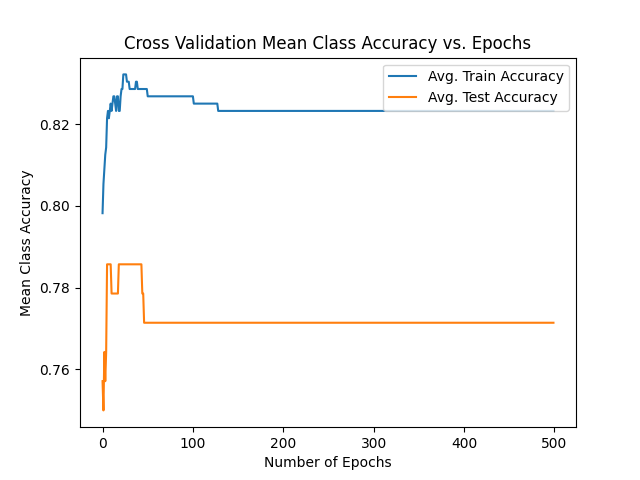 Cross Validation Mean Class Accuracy vs. Epochs
Avg. Train Accuracy
Avg. Test Accuracy
Mean Class Accuracy
0.82
0.80
0.78
0.76
0
100
200
300
400
500
Number of Epochs